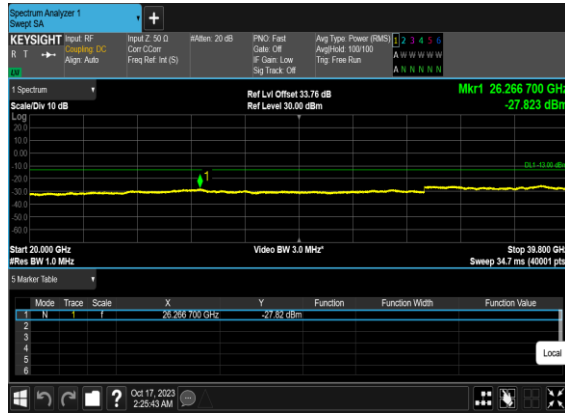 Spectrum Analyzer 1
Swept SA
+
KEYSIGHT Input: RF Input Z: 50 Ω #Atten: 20 dB PNO: Fast Avg Type: Power (RMS) 1 2 3 4 5 6
R T Coupling: DC Corr CCorr Gate: Off Avg|Hold: 100/100 A W W W W W
Align: Auto Freq Ref: Int (S) IF Gain: Low Trig: Free Run
Sig Track: Off A N N N N N
1 Spectrum Ref Lvl Offset 33.76 dB Mkr1 26.266 700 GHz
Scale/Div 10 dB Ref Level 30.00 dBm -27.823 dBm
Log
20.0
10.0
0.00
-10.0 DL1 -13.00 dBm
-20.0 1
-30.0
-40.0
-50.0
-60.0
Start 20.000 GHz Video BW 3.0 MHz* Stop 39.800 GHz
#Res BW 1.0 MHz Sweep 34.7 ms (40001 pts)
5 Marker Table
Mode Trace Scale X Y Function Function Width Function Value
1 N 1 f 26.266 700 GHz -27.82 dBm
2
3
4
5
6
Local
? Oct 17, 2023
2:25:43 AM